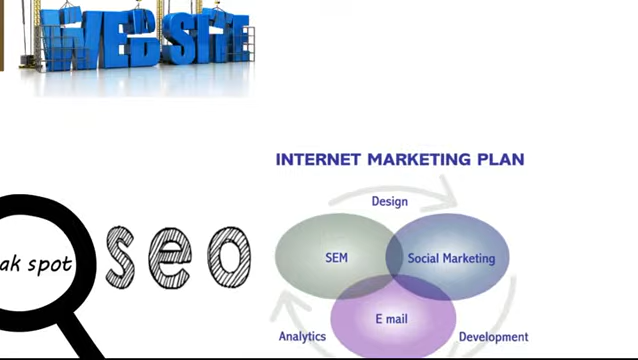 WEBSITE
INTERNET MARKETING PLAN
Design
ak spot
seo
SEM
Social Marketing
E mail
Analytics
Development